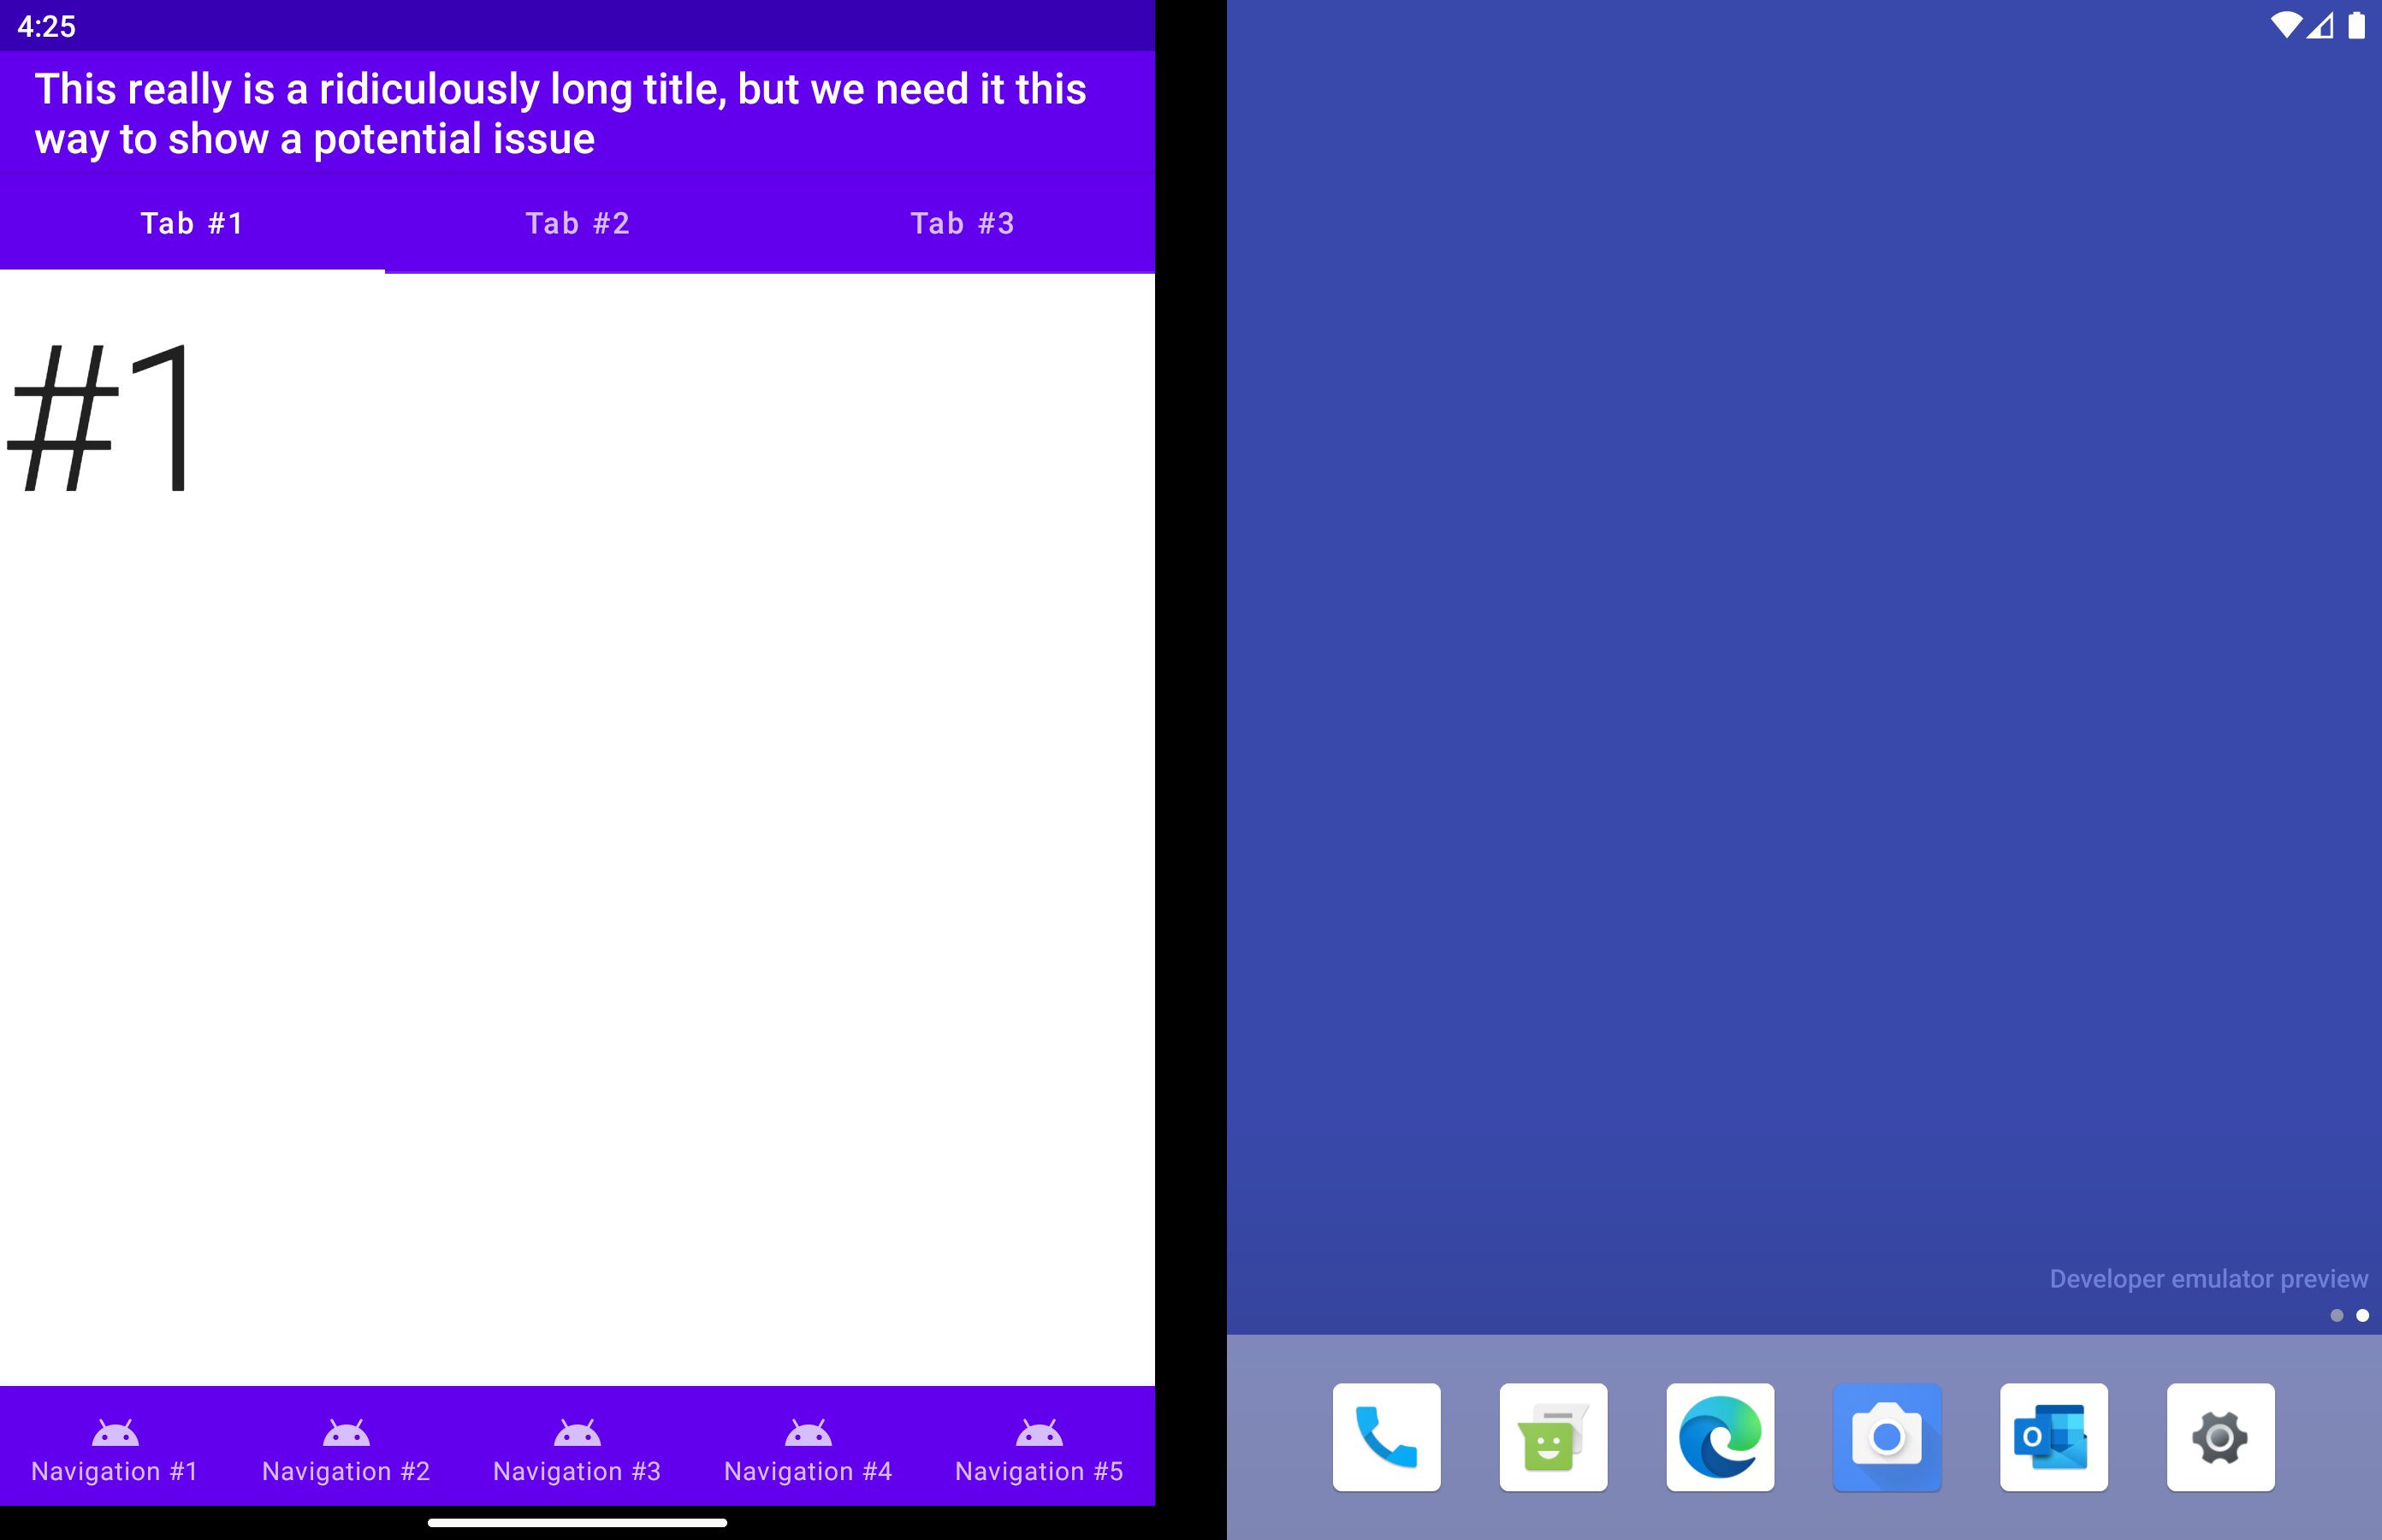 4:25
This really is a ridiculously long title, but we need it this
way to show a potential issue
Tab #1
Tab #2
Tab #3
#1
Navigation #1
Navigation #2
Navigation #3
Navigation #4
Navigation #5
Developer emulator preview
O